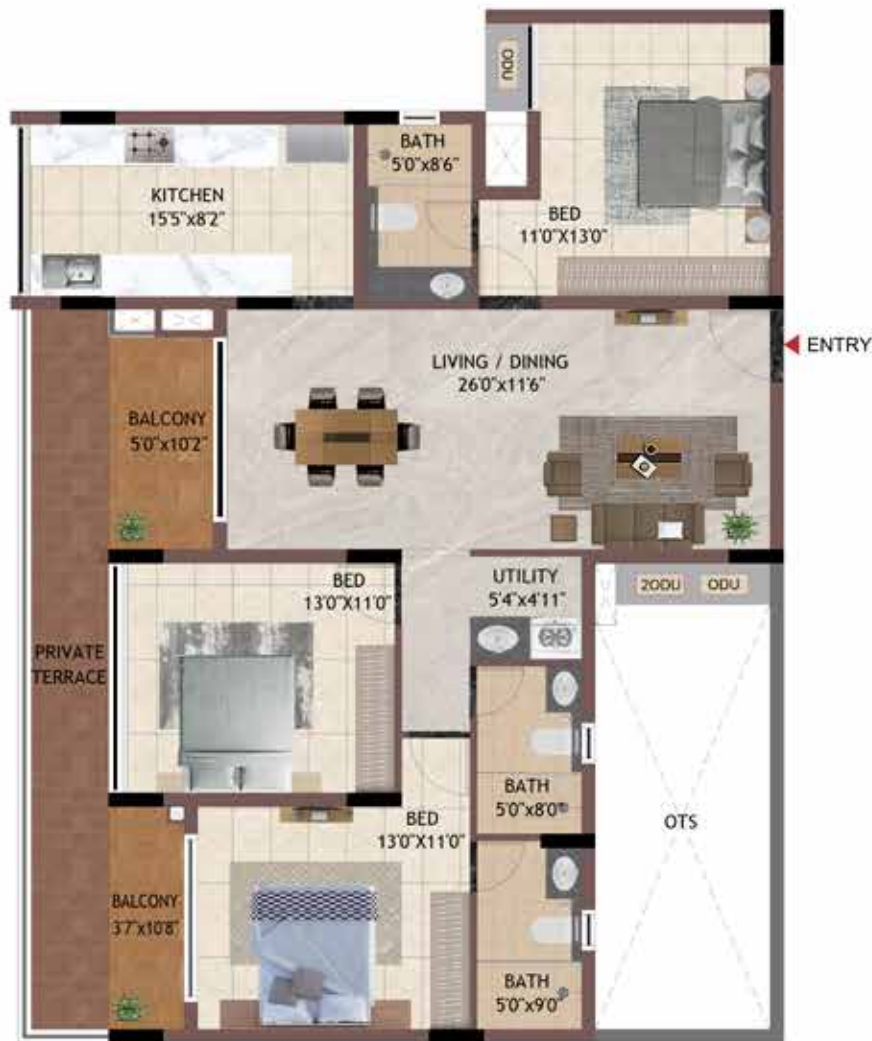 ODU
BATH
5'0"x8'6"
KITCHEN
15'5"x8'2"
BED
11'0"X13'0"
ENTRY
LIVING / DINING
26'0"x11'6"
BALCONY
5'0"x10'2"
BED
13'0"X11'0"
UTILITY
5'4"x4'11"
2ODU
ODU
PRIVATE
TERRACE
BATH
5'0"x8'0"
BED
13'0"X11'0"
OTS
BALCONY
3'7"x10'8"
BATH
5'0"x9'0"